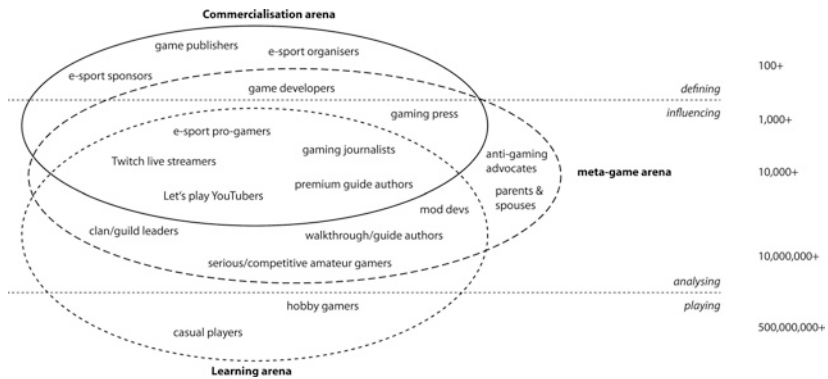 Commercialisation arena
game publishers
e-sport organisers
e-sport sponsors
100+
game developers
defining
influencing
gaming press
1,000+
e-sport pro-gamers
gaming journalists
Twitch live streamers
anti-gaming
advocates
meta-game arena
10,000+
premium guide authors
parents &
spouses
Let's play YouTubers
mod devs
clan/guild leaders
walkthrough/guide authors
serious/competitive amateur gamers
10,000,000+
analysing
playing
hobby gamers
casual players
500,000,000+
Learning arena